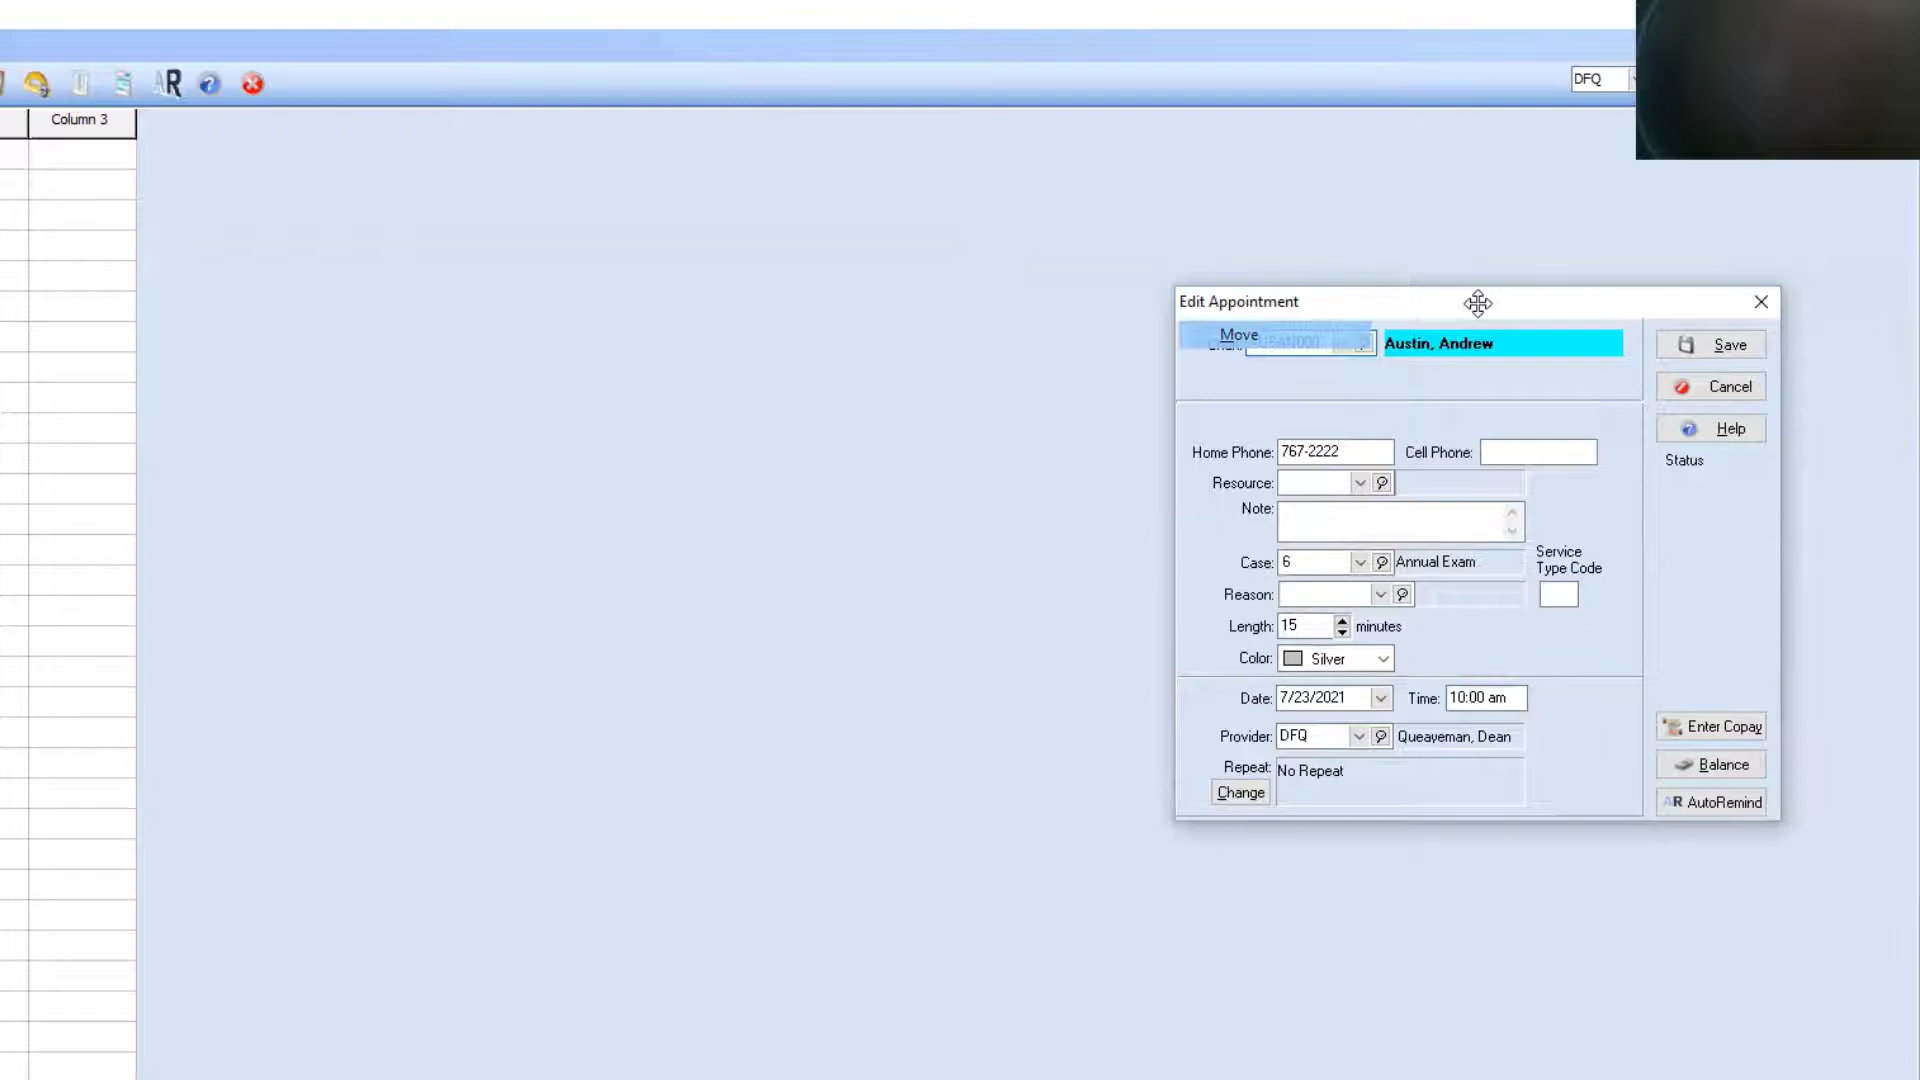 AR
DFQ
Column 3
Edit Appointment
Move
Austin, Andrew
Save
Cancel
Help
Status
Home Phone: 767-2222 Cell Phone:
Resource:
Note:
Case: 6 Annual Exam
Service
Type Code
Reason:
Length: 15 minutes
Color: Silver
Date: 7/23/2021 Time: 10:00 am
Provider: DFQ Queayeman, Dean
Repeat: No Repeat
Change
Enter Copay
Balance
AR AutoRemind